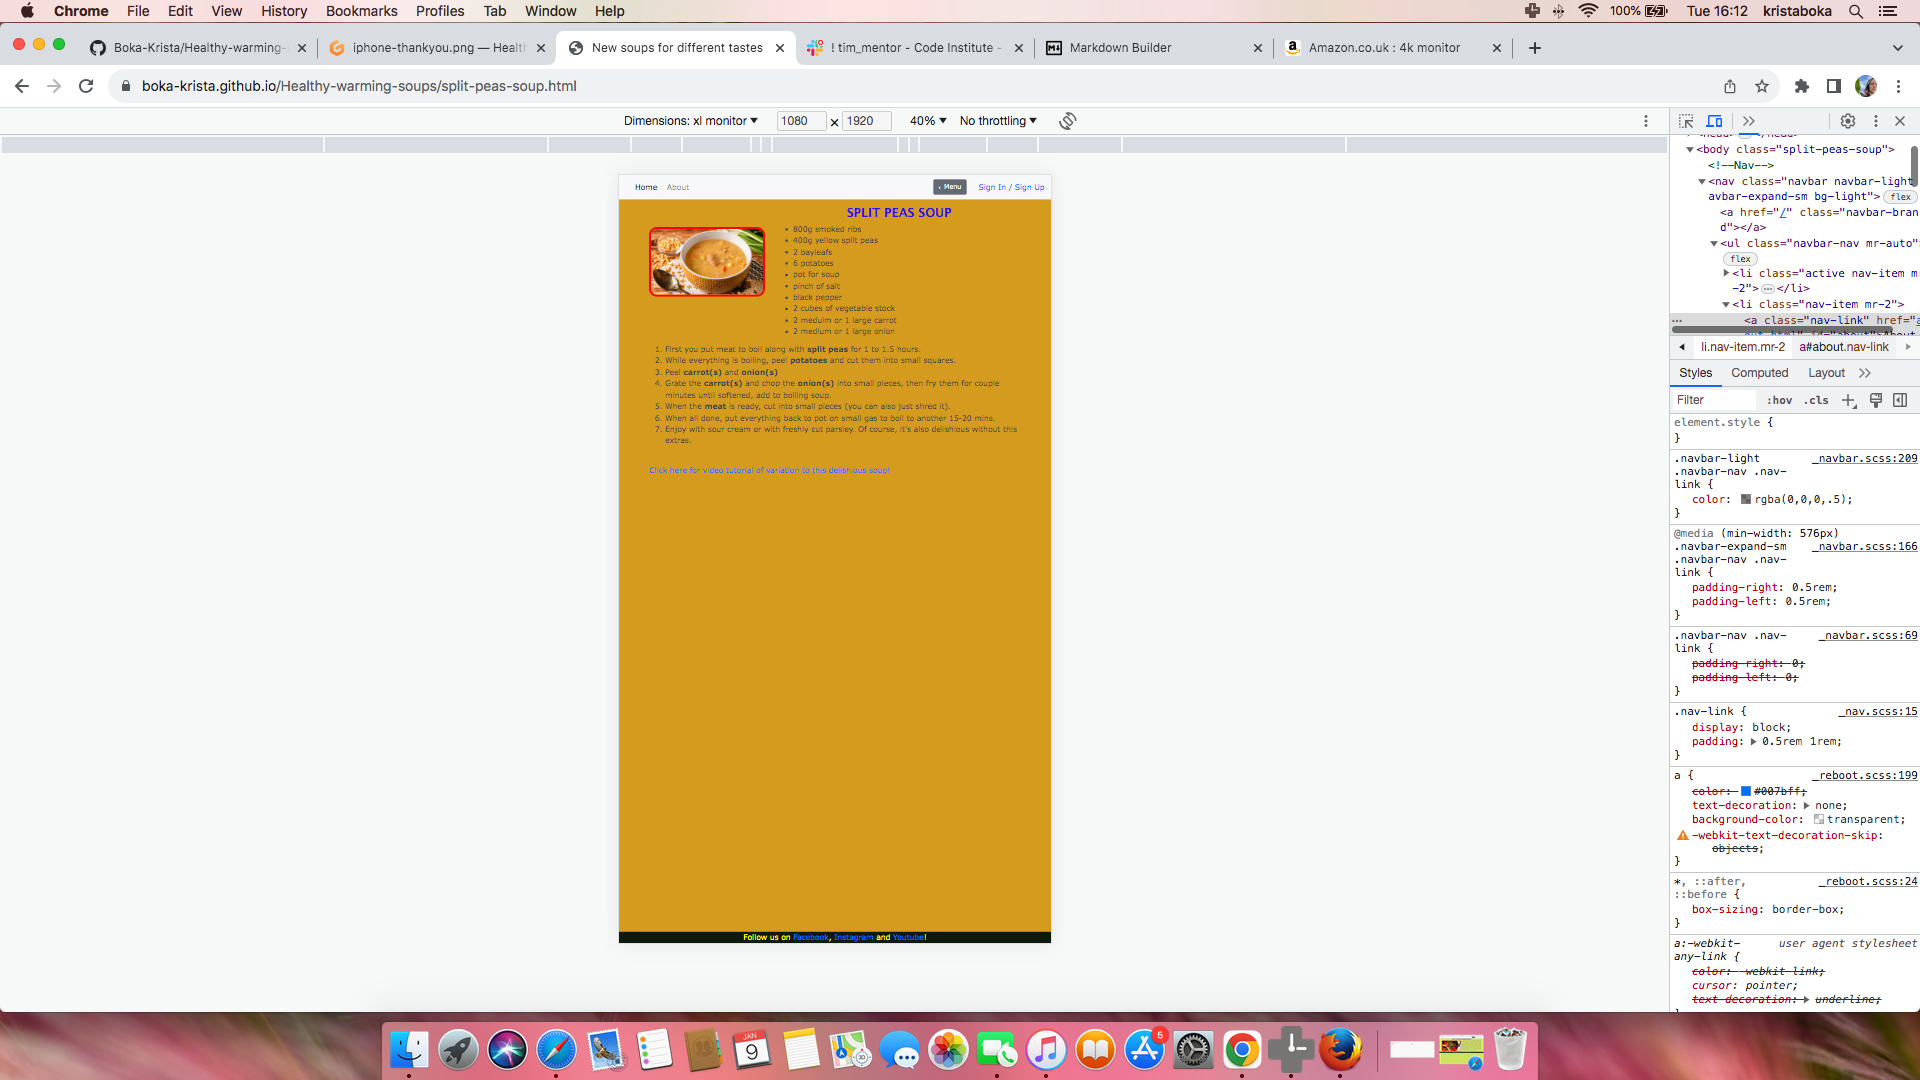 Chrome File Edit View History Bookmarks Profiles Tab Window Help 100% Tue 16:12 kristaboka
Boka-Krista/Healthy-warming- iphone-thankyou.png — Healt New soups for different tastes ! tim_mentor - Code Institute - Markdown Builder Amazon.co.uk : 4k monitor
boka-krista.github.io/Healthy-warming-soups/split-peas-soup.html
Dimensions: xl monitor 1080 × 1920 40% No throttling
Home About Menu Sign In / Sign Up
SPLIT PEAS SOUP
800g smoked ribs
400g yellow split peas
2 bayleafs
6 potatoes
pot for soup
pinch of salt
black pepper
2 cubes of vegetable stock
2 meduim or 1 large carrot
2 medium or 1 large onion
1. First you put meat to boil along with split peas for 1 to 1.5 hours.
2. While everything is boiling, peel potatoes and cut them into small squares.
3. Peel carrot(s) and onion(s)
4. Grate the carrot(s) and chop the onion(s) into small pieces, then fry them for couple
minutes until softened, add to boiling soup.
5. When the meat is ready, cut into small pieces (you can also just shred it).
6. When all done, put everything back to pot on small gas to boil to another 15-20 mins.
7. Enjoy with sour cream or with freshly cut parsley. Of course, it's also delishious without this
extras.
Click here for video tutorial of variation to this delishious soup!
Follow us on Facebook, Instagram and Youtube!
<body class="split-peas-soup">
<!--Nav-->
<nav class="navbar navbar-light
avbar-expand-sm bg-light"> flex
<a href="/" class="navbar-bran
d"></a>
<ul class="navbar-nav mr-auto"
flex
<li class="active nav-item mr
-2"> … </li>
<li class="nav-item mr-2">
<a class="nav-link" href="a
li.nav-item.mr-2 a#about.nav-link
Styles Computed Layout
Filter :hov .cls
element.style {
}
.navbar-light _navbar.scss:209
.navbar-nav .nav-
link {
color: rgba(0,0,0,.5);
}
@media (min-width: 576px)
.navbar-expand-sm _navbar.scss:166
.navbar-nav .nav-
link {
padding-right: 0.5rem;
padding-left: 0.5rem;
}
.navbar-nav .nav- _navbar.scss:69
link {
padding-right: 0;
padding-left: 0;
}
.nav-link { _nav.scss:15
display: block;
padding: 0.5rem 1rem;
}
a { _reboot.scss:199
color: #007bff;
text-decoration: none;
background-color: transparent;
-webkit-text-decoration-skip:
objects;
}
*, ::after, _reboot.scss:24
::before {
box-sizing: border-box;
}
a:-webkit- user agent stylesheet
any-link {
color: -webkit-link;
cursor: pointer;
text-decoration: underline;
JAN
9
3D
5